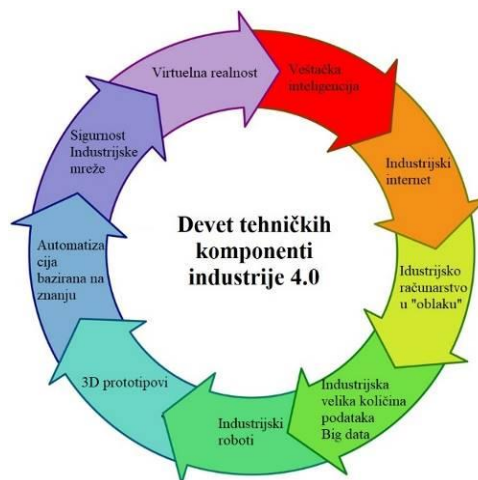 Devet tehničkih
komponenti
industrije 4.0
Veštačka
inteligencija
Industrijski
internet
Idustrijsko
računarstvo
u "oblaku"
Industrijska
velika količina
podataka
Big data
Industrijski
roboti
3D prototipovi
Automatiza
cija
bazirana na
znanju
Sigurnost
Industrijske
mreže
Virtuelna realnost